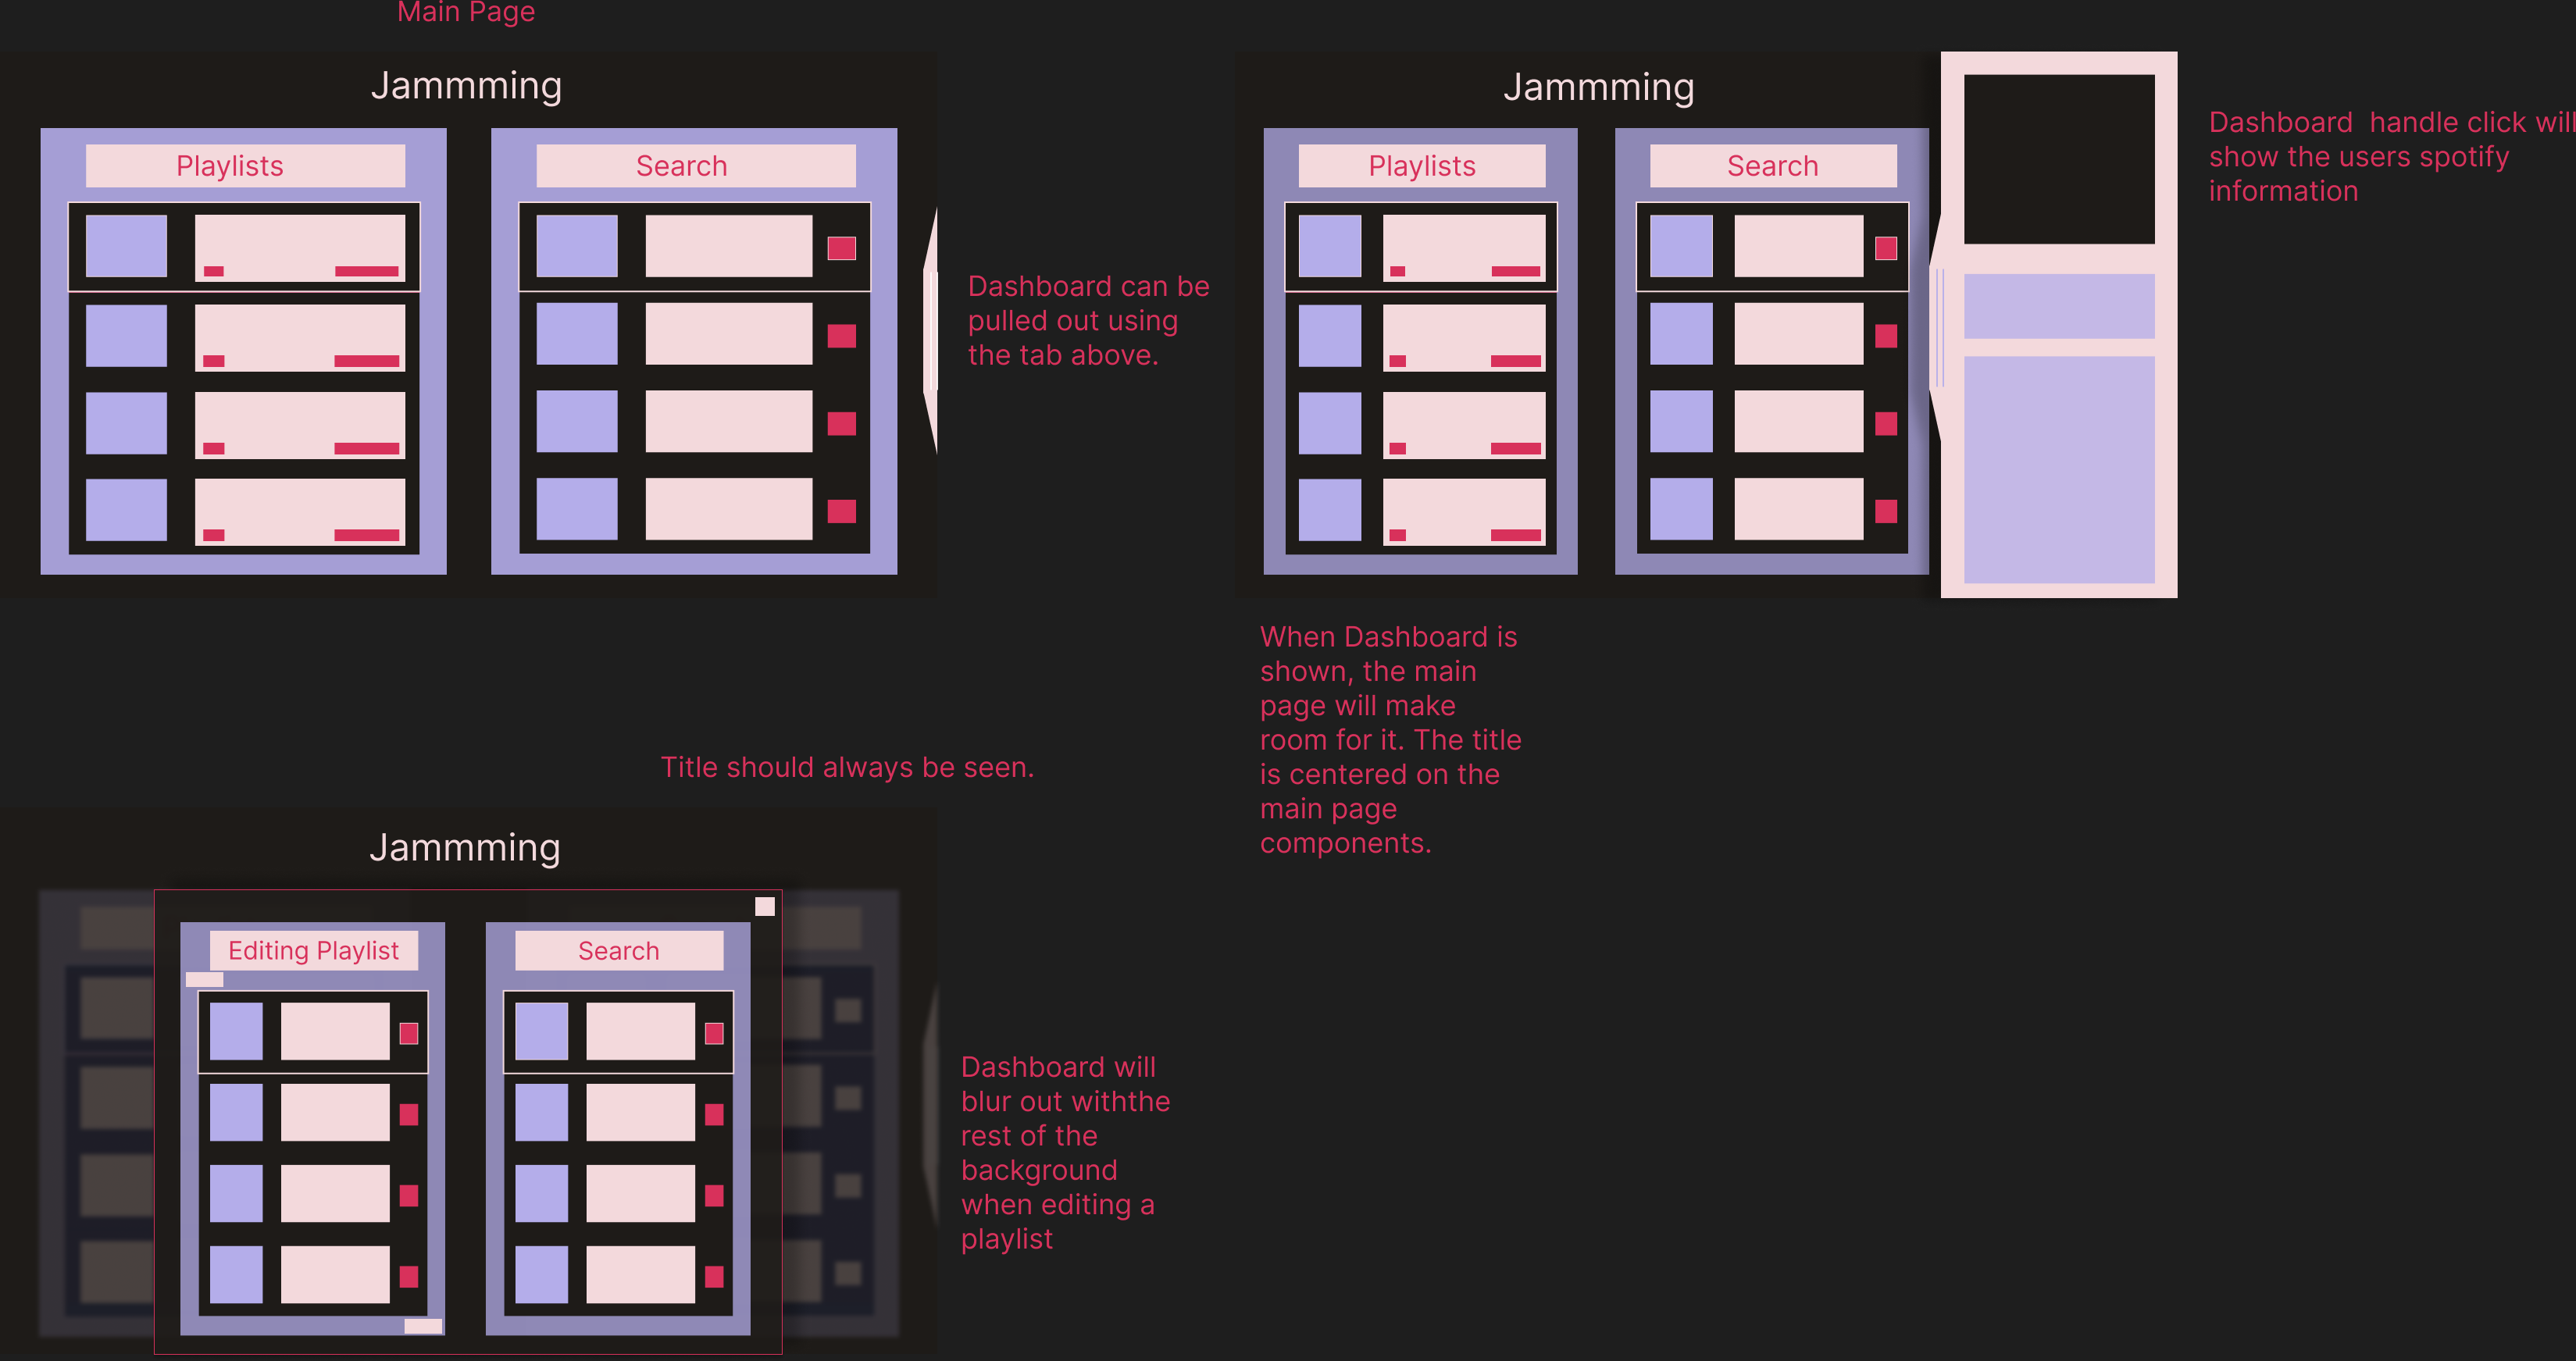 Main Page
Jammming
Playlists
Search
Dashboard can be
pulled out using
the tab above.
Jammming
Playlists
Search
Dashboard  handle click will
show the users spotify
information
When Dashboard is
shown, the main
page will make
room for it. The title
is centered on the
main page
components.
Title should always be seen.
Jammming
Editing Playlist
Search
Dashboard will
blur out withthe
rest of the
background
when editing a
playlist